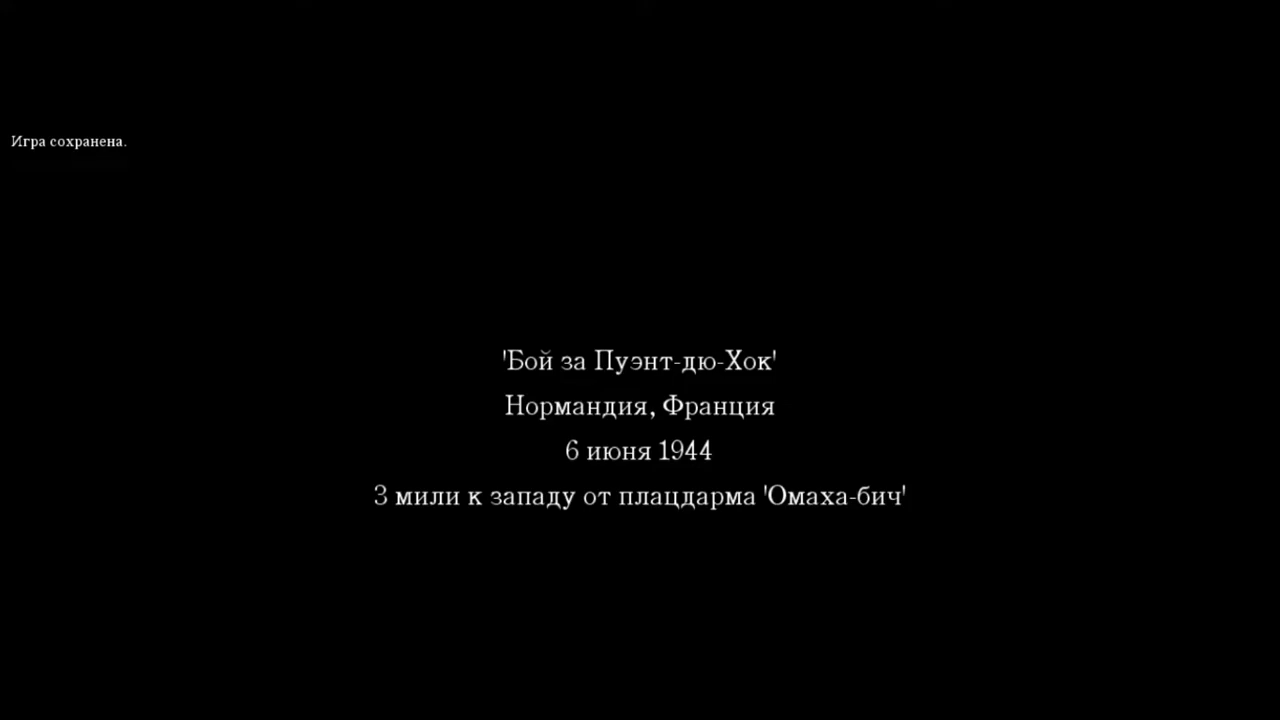 Игра сохранена.
'Бой за Пуэнт-дю-Хок'
Нормандия, Франция
6 июня 1944
3 мили к западу от плацдарма 'Омаха-бич'